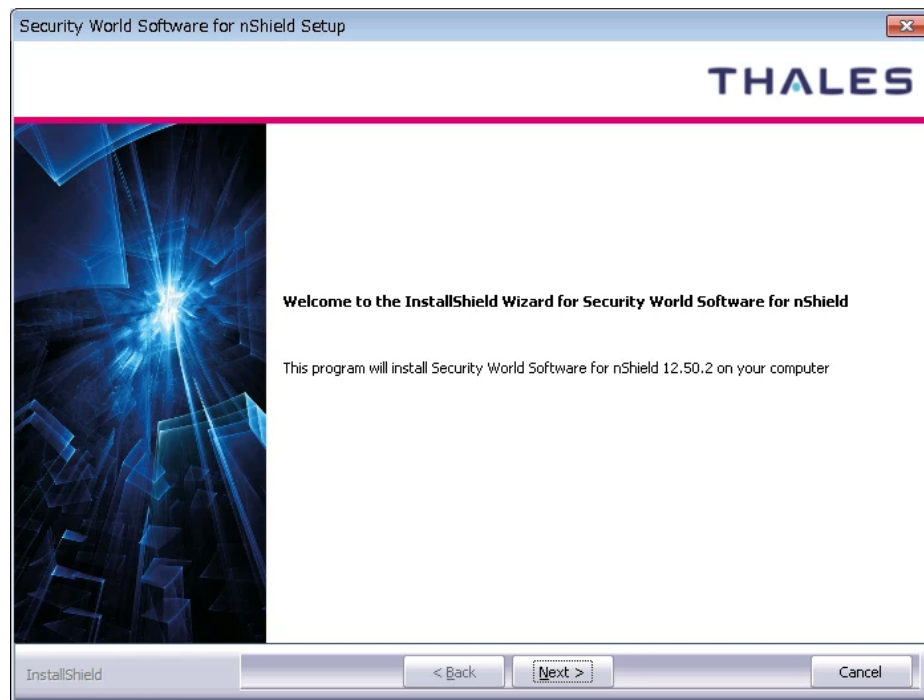 Security World Software for nShield Setup
THALES
Welcome to the InstallShield Wizard for Security World Software for nShield
This program will install Security World Software for nShield 12.50.2 on your computer
InstallShield
< Back
Next >
Cancel